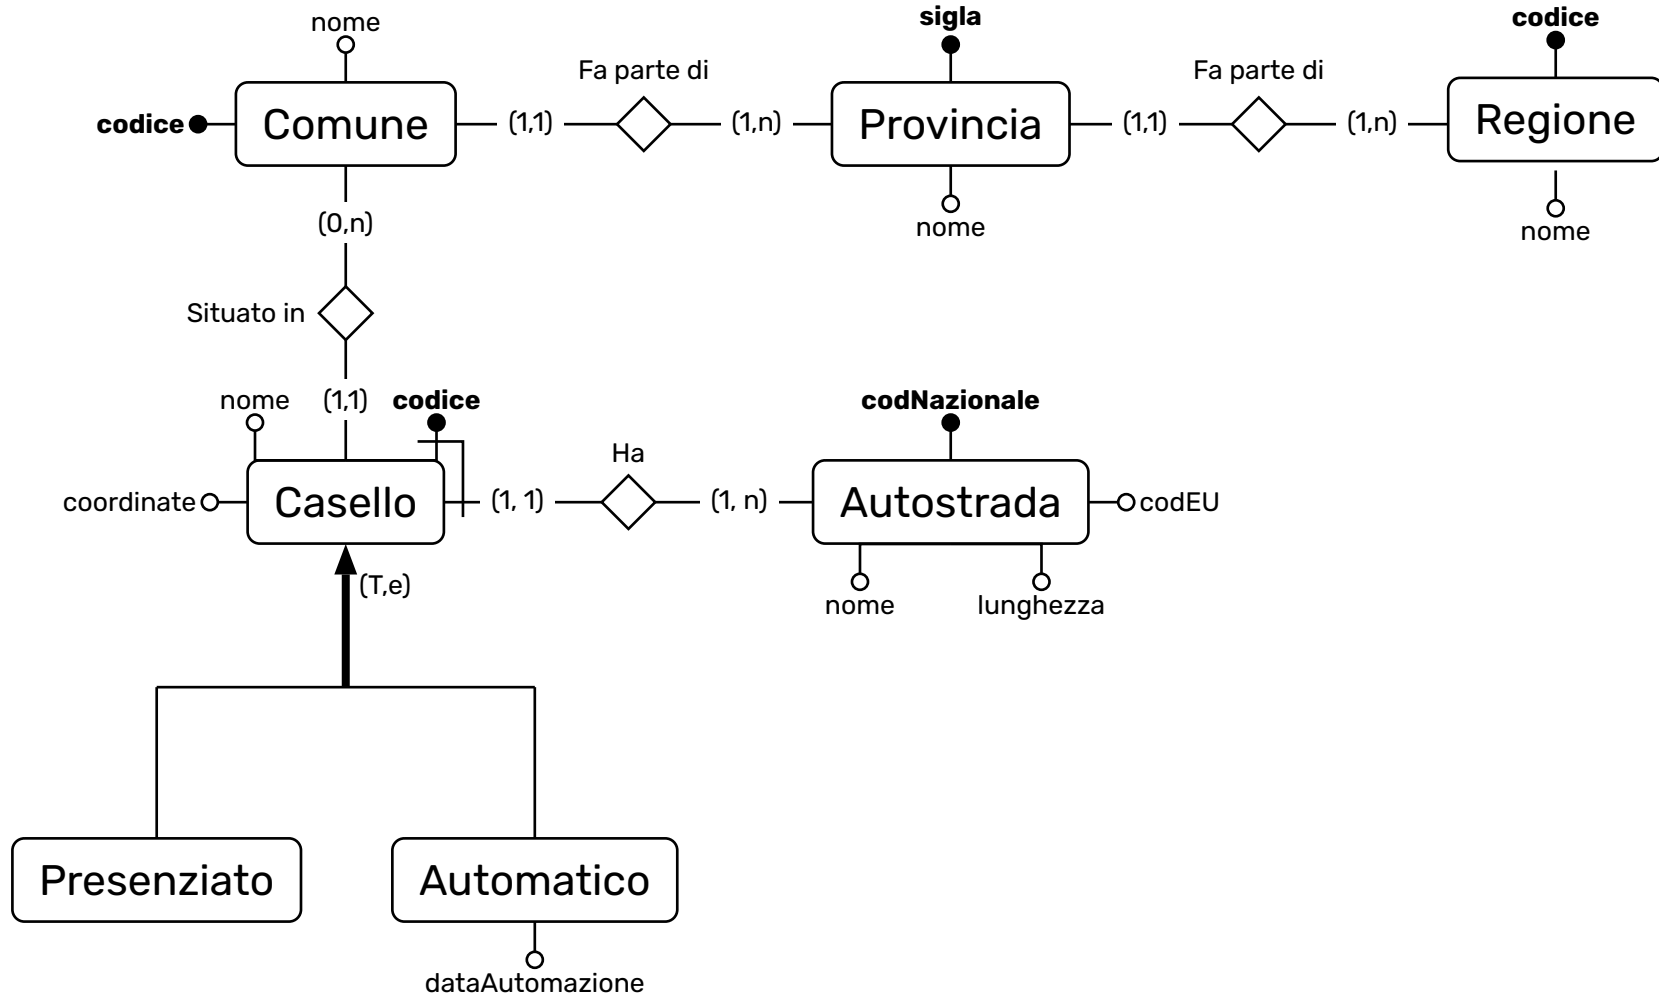 nome
sigla
codice
Fa parte di
Fa parte di
codice
Comune
(1,1)
(1,n)
Provincia
(1,1)
(1,n)
Regione
(0,n)
nome
nome
Situato in
nome
(1,1)
codice
codNazionale
Ha
coordinate
Casello
(1, 1)
(1, n)
Autostrada
codEU
(T,e)
nome
lunghezza
Presenziato
Automatico
dataAutomazione